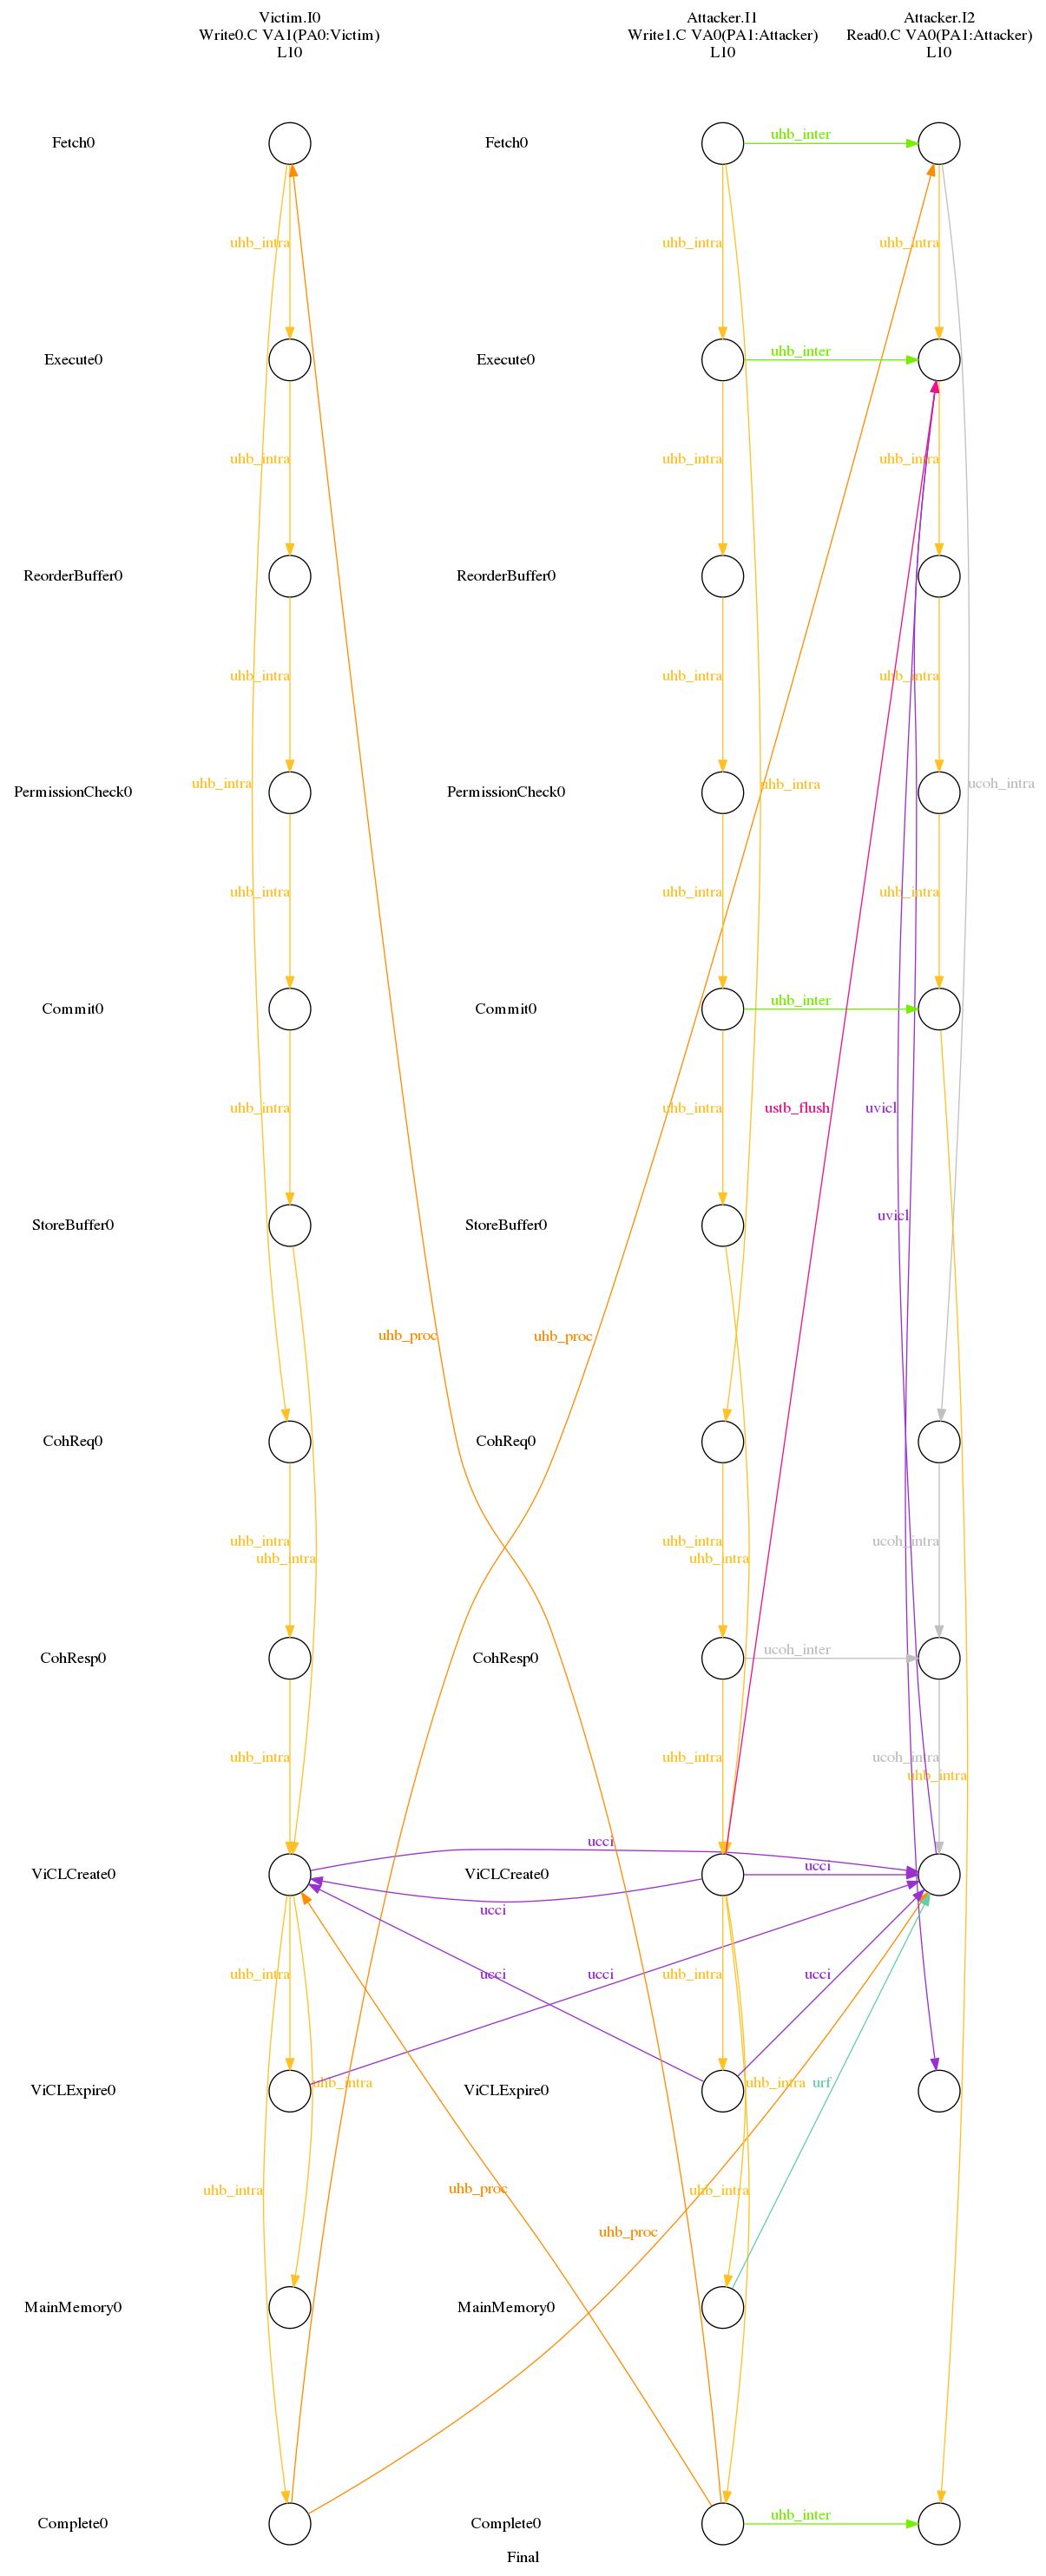 Victim.I0
Write0.C VA1(PA0:Victim)
L10
Attacker.I1
Write1.C VA0(PA1:Attacker)
L10
Attacker.I2
Read0.C VA0(PA1:Attacker)
L10
Fetch0
Fetch0
uhb_inter
uhb_intra
uhb_intra
uhb_intra
Execute0
Execute0
uhb_inter
uhb_intra
uhb_intra
uhb_intra
ReorderBuffer0
ReorderBuffer0
uhb_intra
uhb_intra
uhb_intra
uhb_intra
uhb_intra
ucoh_intra
PermissionCheck0
PermissionCheck0
uhb_intra
uhb_intra
uhb_intra
Commit0
Commit0
uhb_inter
uhb_intra
uhb_intra
ustb_flush
uvicl
uvicl
StoreBuffer0
StoreBuffer0
uhb_proc
uhb_proc
CohReq0
CohReq0
uhb_intra
uhb_intra
ucoh_intra
uhb_intra
uhb_intra
CohResp0
CohResp0
ucoh_inter
uhb_intra
uhb_intra
ucoh_intra
uhb_intra
ucci
ViCLCreate0
ViCLCreate0
ucci
ucci
uhb_intra
ucci
ucci
uhb_intra
ucci
ViCLExpire0
uhb_intra
ViCLExpire0
uhb_intra
urf
uhb_intra
uhb_proc
uhb_intra
uhb_proc
MainMemory0
MainMemory0
Complete0
Complete0
uhb_inter
Final